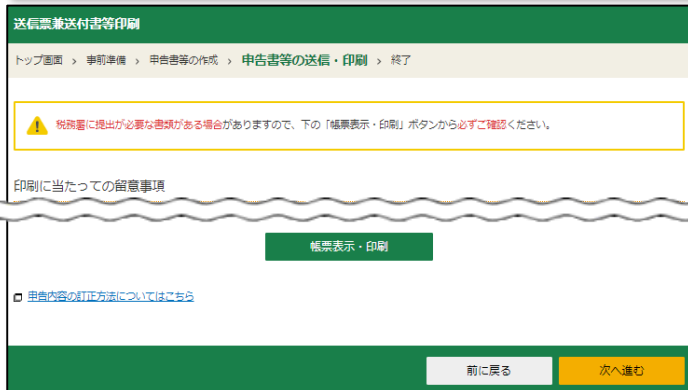 送信票兼送付書等印刷
トップ画面 › 事前準備 › 申告書等の作成 › 申告書等の送信・印刷 › 終了
税務署に提出が必要な書類がある場合がありますので、下の「帳票表示・印刷」ボタンから必ずご確認ください。
印刷に当たっての留意事項
帳票表示・印刷
申告内容の訂正方法についてはこちら
前に戻る
次へ進む